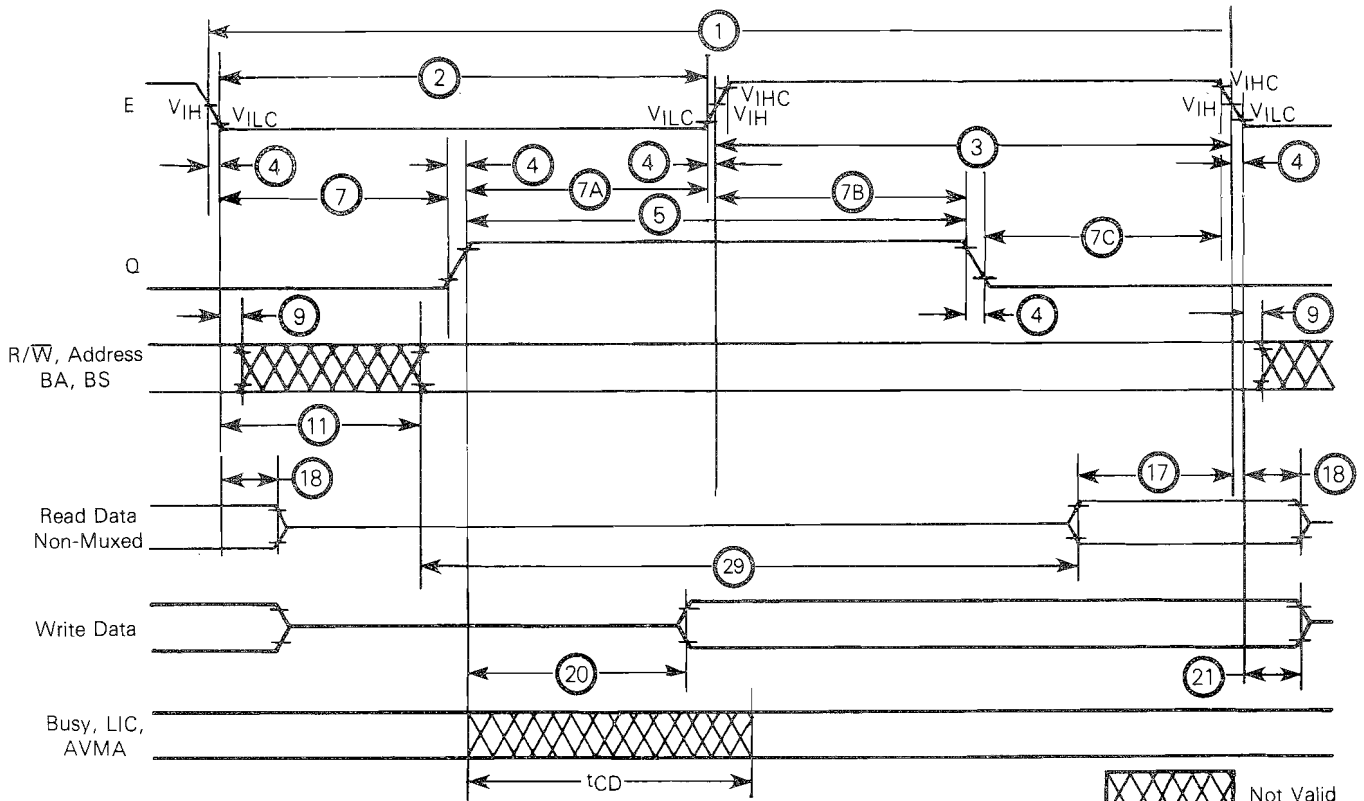 1
2
E
VIH
VILC
VILC
VIHC
VIH
VIH
VIHC
VILC
4
4
4
3
4
7
7A
7B
5
7C
Q
9
4
9
R/W̅, Address
BA, BS
11
18
17
18
Read Data
Non-Muxed
29
Write Data
20
21
Busy, LIC,
AVMA
tCD
Not Valid